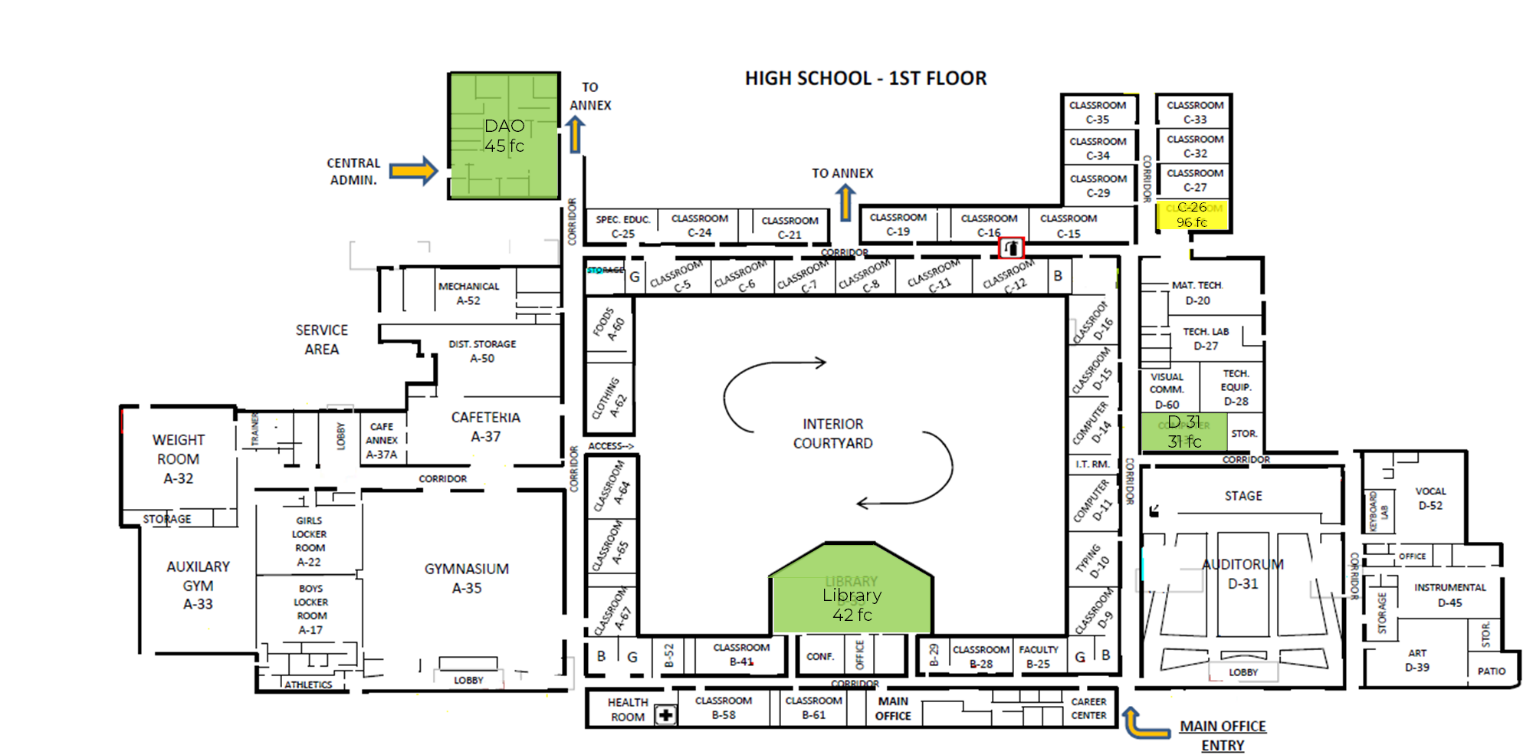 HIGH SCHOOL - 1ST FLOOR
TO
ANNEX
DAO
45 fc
CENTRAL
ADMIN.
TO ANNEX
CORRIDOR
CLASSROOM
C-35
CLASSROOM
C-34
CLASSROOM
C-29
CORRIDOR
CLASSROOM
C-33
CLASSROOM
C-32
CLASSROOM
C-27
C-26
96 fc
SPEC. EDUC.
C-25
CLASSROOM
C-24
CLASSROOM
C-21
CLASSROOM
C-19
CLASSROOM
C-16
CLASSROOM
C-15
CORRIDOR
STORAGE
G
CLASSROOM
C-5
CLASSROOM
C-6
CLASSROOM
C-7
CLASSROOM
C-8
CLASSROOM
C-11
CLASSROOM
C-12
B
MECHANICAL
A-52
SERVICE
AREA
DIST. STORAGE
A-50
FOODS
A-60
CLOTHING
A-62
ACCESS-->
INTERIOR
COURTYARD
CLASSROOM
D-16
CLASSROOM
D-15
COMPUTER
D-14
I.T. RM.
COMPUTER
D-11
TYPING
D-10
CLASSROOM
D-9
MAT. TECH.
D-20
TECH. LAB
D-27
VISUAL
COMM.
D-60
TECH.
EQUIP.
D-28
COMPUTER
D-31
31 fc
STOR.
CORRIDOR
CORRIDOR
WEIGHT
ROOM
A-32
TRAINER
LOBBY
CAFE
ANNEX
A-37A
CAFETERIA
A-37
CORRIDOR
CORRIDOR
STORAGE
AUXILARY
GYM
A-33
GIRLS
LOCKER
ROOM
A-22
BOYS
LOCKER
ROOM
A-17
ATHLETICS
GYMNASIUM
A-35
LOBBY
CLASSROOM
A-64
CLASSROOM
A-65
CLASSROOM
A-67
LIBRARY
Library
42 fc
B
G
B-52
CLASSROOM
B-41
CONF.
OFFICE
B-29
CLASSROOM
B-28
FACULTY
B-25
G
B
CORRIDOR
HEALTH
ROOM
CLASSROOM
B-58
CLASSROOM
B-61
MAIN
OFFICE
CAREER
CENTER
MAIN OFFICE
ENTRY
STAGE
AUDITORUM
D-31
LOBBY
CORRIDOR
KEYBOARD
LAB
VOCAL
D-52
OFFICE
INSTRUMENTAL
D-45
STORAGE
ART
D-39
STOR.
PATIO